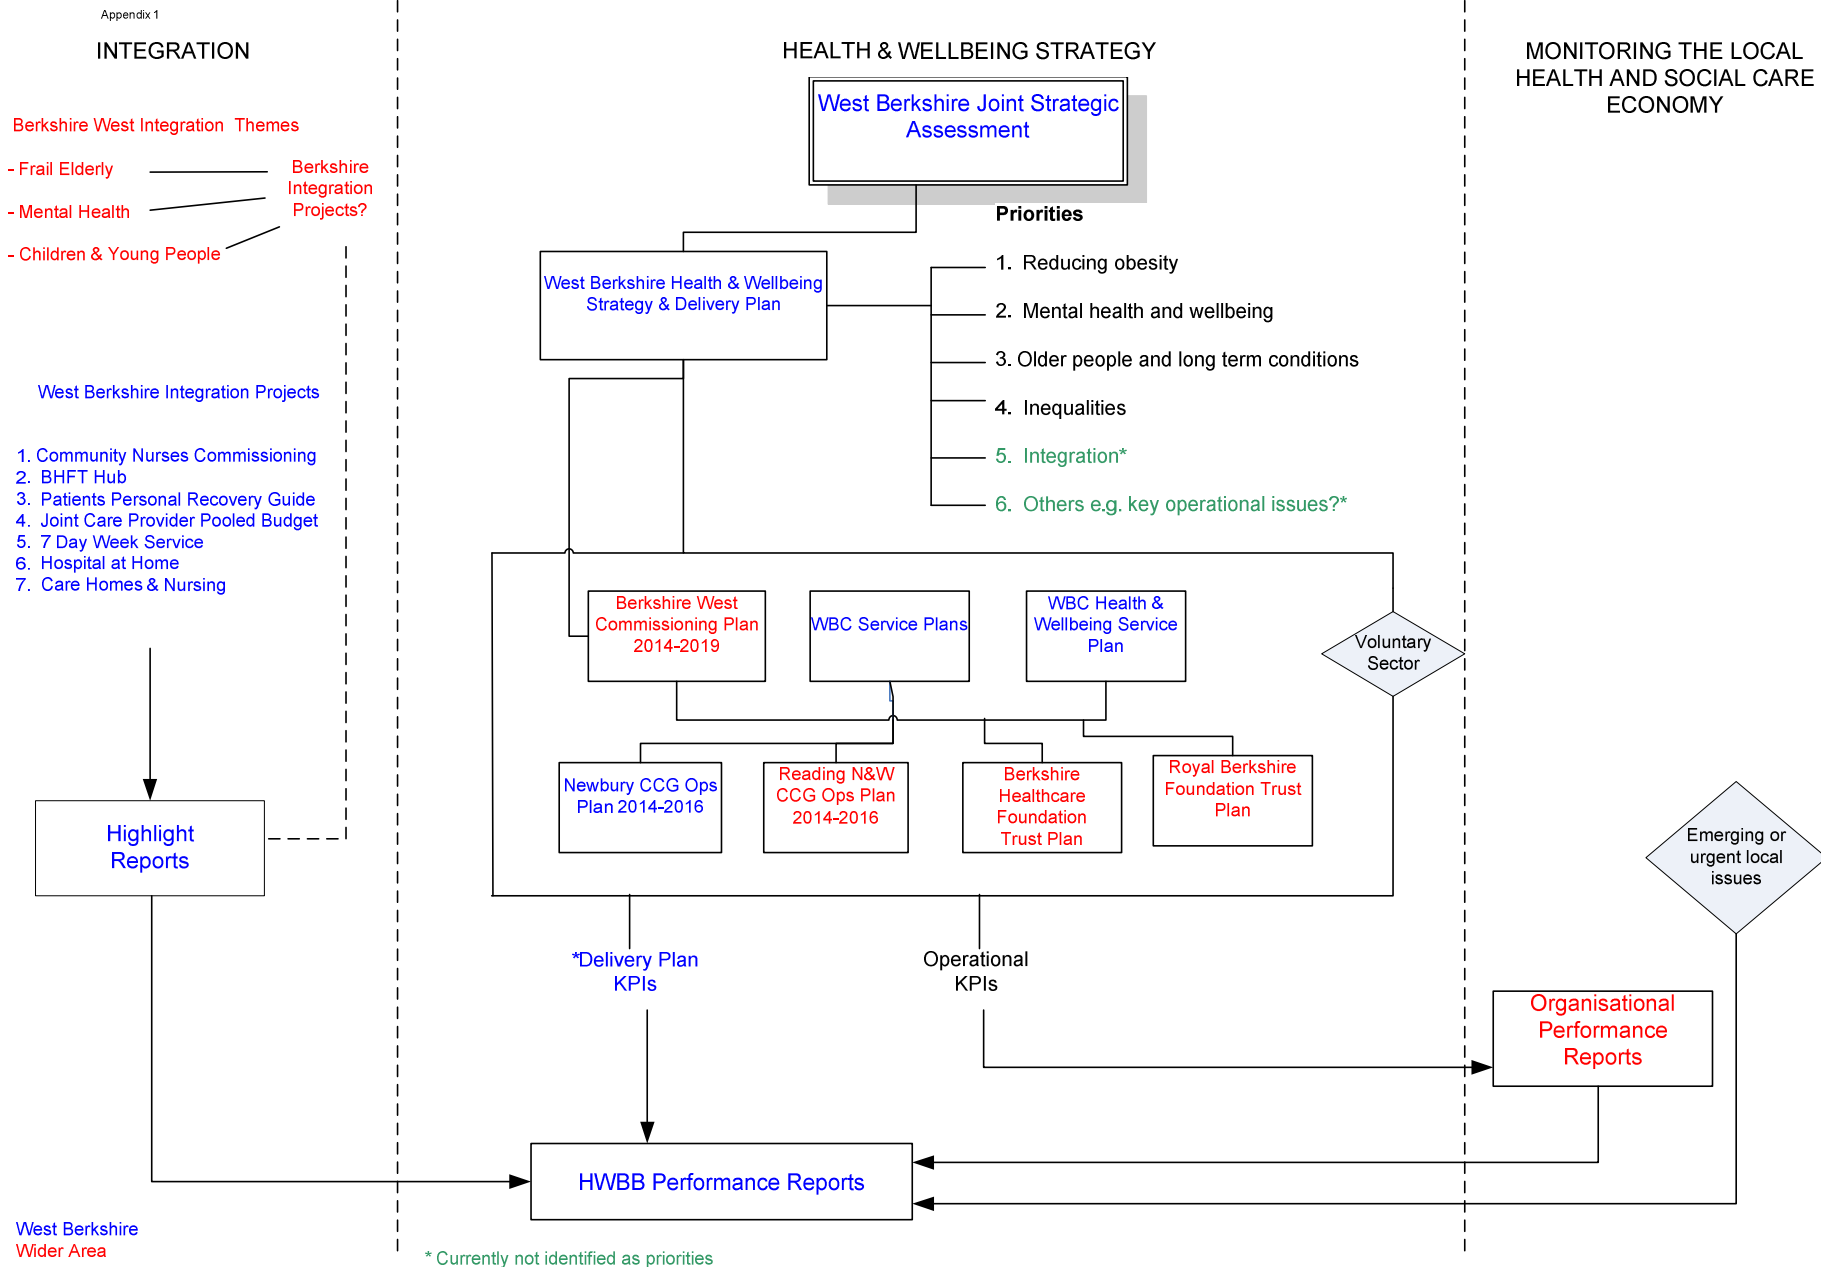 Appendix 1
INTEGRATION
Berkshire West Integration Themes
- Frail Elderly
- Mental Health
- Children & Young People
Berkshire
Integration
Projects?
West Berkshire Integration Projects
1. Community Nurses Commissioning
2. BHFT Hub
3. Patients Personal Recovery Guide
4. Joint Care Provider Pooled Budget
5. 7 Day Week Service
6. Hospital at Home
7. Care Homes & Nursing
Highlight
Reports
West Berkshire
Wider Area
HEALTH & WELLBEING STRATEGY
West Berkshire Joint Strategic
Assessment
Priorities
West Berkshire Health & Wellbeing
Strategy & Delivery Plan
1. Reducing obesity
2. Mental health and wellbeing
3. Older people and long term conditions
4. Inequalities
5. Integration*
6. Others e.g. key operational issues?*
Berkshire West
Commissioning Plan
2014-2019
WBC Service Plans
WBC Health &
Wellbeing Service
Plan
Voluntary
Sector
Newbury CCG Ops
Plan 2014-2016
Reading N&W
CCG Ops Plan
2014-2016
Berkshire
Healthcare
Foundation
Trust Plan
Royal Berkshire
Foundation Trust
Plan
*Delivery Plan
KPIs
Operational
KPIs
HWBB Performance Reports
* Currently not identified as priorities
MONITORING THE LOCAL
HEALTH AND SOCIAL CARE
ECONOMY
Emerging or
urgent local
issues
Organisational
Performance
Reports